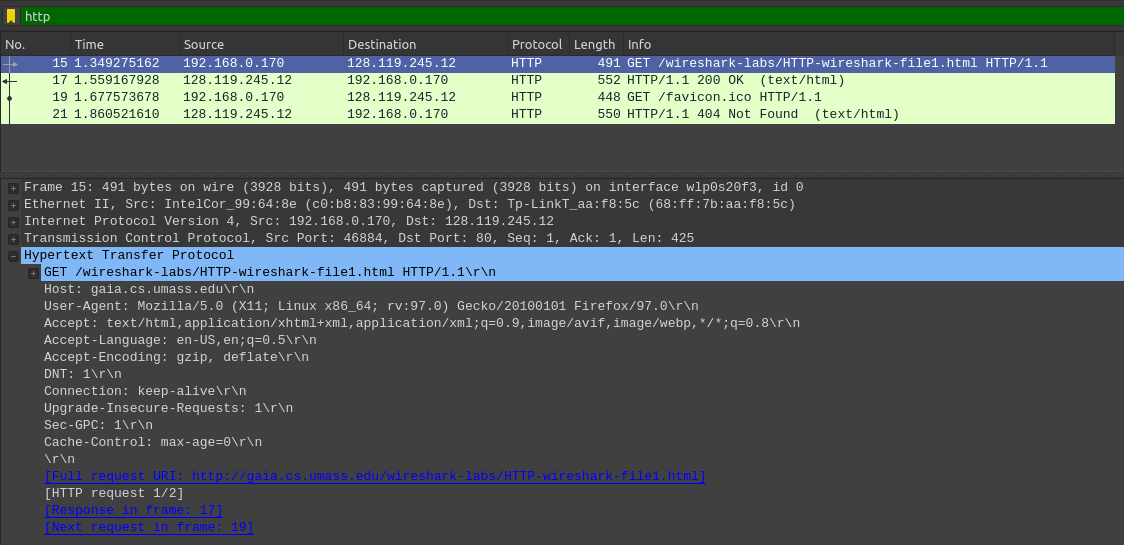 http
No. Time Source Destination Protocol Length Info
15 1.349275162 192.168.0.170 128.119.245.12 HTTP 491 GET /wireshark-labs/HTTP-wireshark-file1.html HTTP/1.1
17 1.559167928 128.119.245.12 192.168.0.170 HTTP 552 HTTP/1.1 200 OK  (text/html)
19 1.677573678 192.168.0.170 128.119.245.12 HTTP 448 GET /favicon.ico HTTP/1.1
21 1.860521610 128.119.245.12 192.168.0.170 HTTP 550 HTTP/1.1 404 Not Found  (text/html)
Frame 15: 491 bytes on wire (3928 bits), 491 bytes captured (3928 bits) on interface wlp0s20f3, id 0
Ethernet II, Src: IntelCor_99:64:8e (c0:b8:83:99:64:8e), Dst: Tp-LinkT_aa:f8:5c (68:ff:7b:aa:f8:5c)
Internet Protocol Version 4, Src: 192.168.0.170, Dst: 128.119.245.12
Transmission Control Protocol, Src Port: 46884, Dst Port: 80, Seq: 1, Ack: 1, Len: 425
Hypertext Transfer Protocol
GET /wireshark-labs/HTTP-wireshark-file1.html HTTP/1.1\r\n
Host: gaia.cs.umass.edu\r\n
User-Agent: Mozilla/5.0 (X11; Linux x86_64; rv:97.0) Gecko/20100101 Firefox/97.0\r\n
Accept: text/html,application/xhtml+xml,application/xml;q=0.9,image/avif,image/webp,*/*;q=0.8\r\n
Accept-Language: en-US,en;q=0.5\r\n
Accept-Encoding: gzip, deflate\r\n
DNT: 1\r\n
Connection: keep-alive\r\n
Upgrade-Insecure-Requests: 1\r\n
Sec-GPC: 1\r\n
Cache-Control: max-age=0\r\n
\r\n
[Full request URI: http://gaia.cs.umass.edu/wireshark-labs/HTTP-wireshark-file1.html]
[HTTP request 1/2]
[Response in frame: 17]
[Next request in frame: 19]